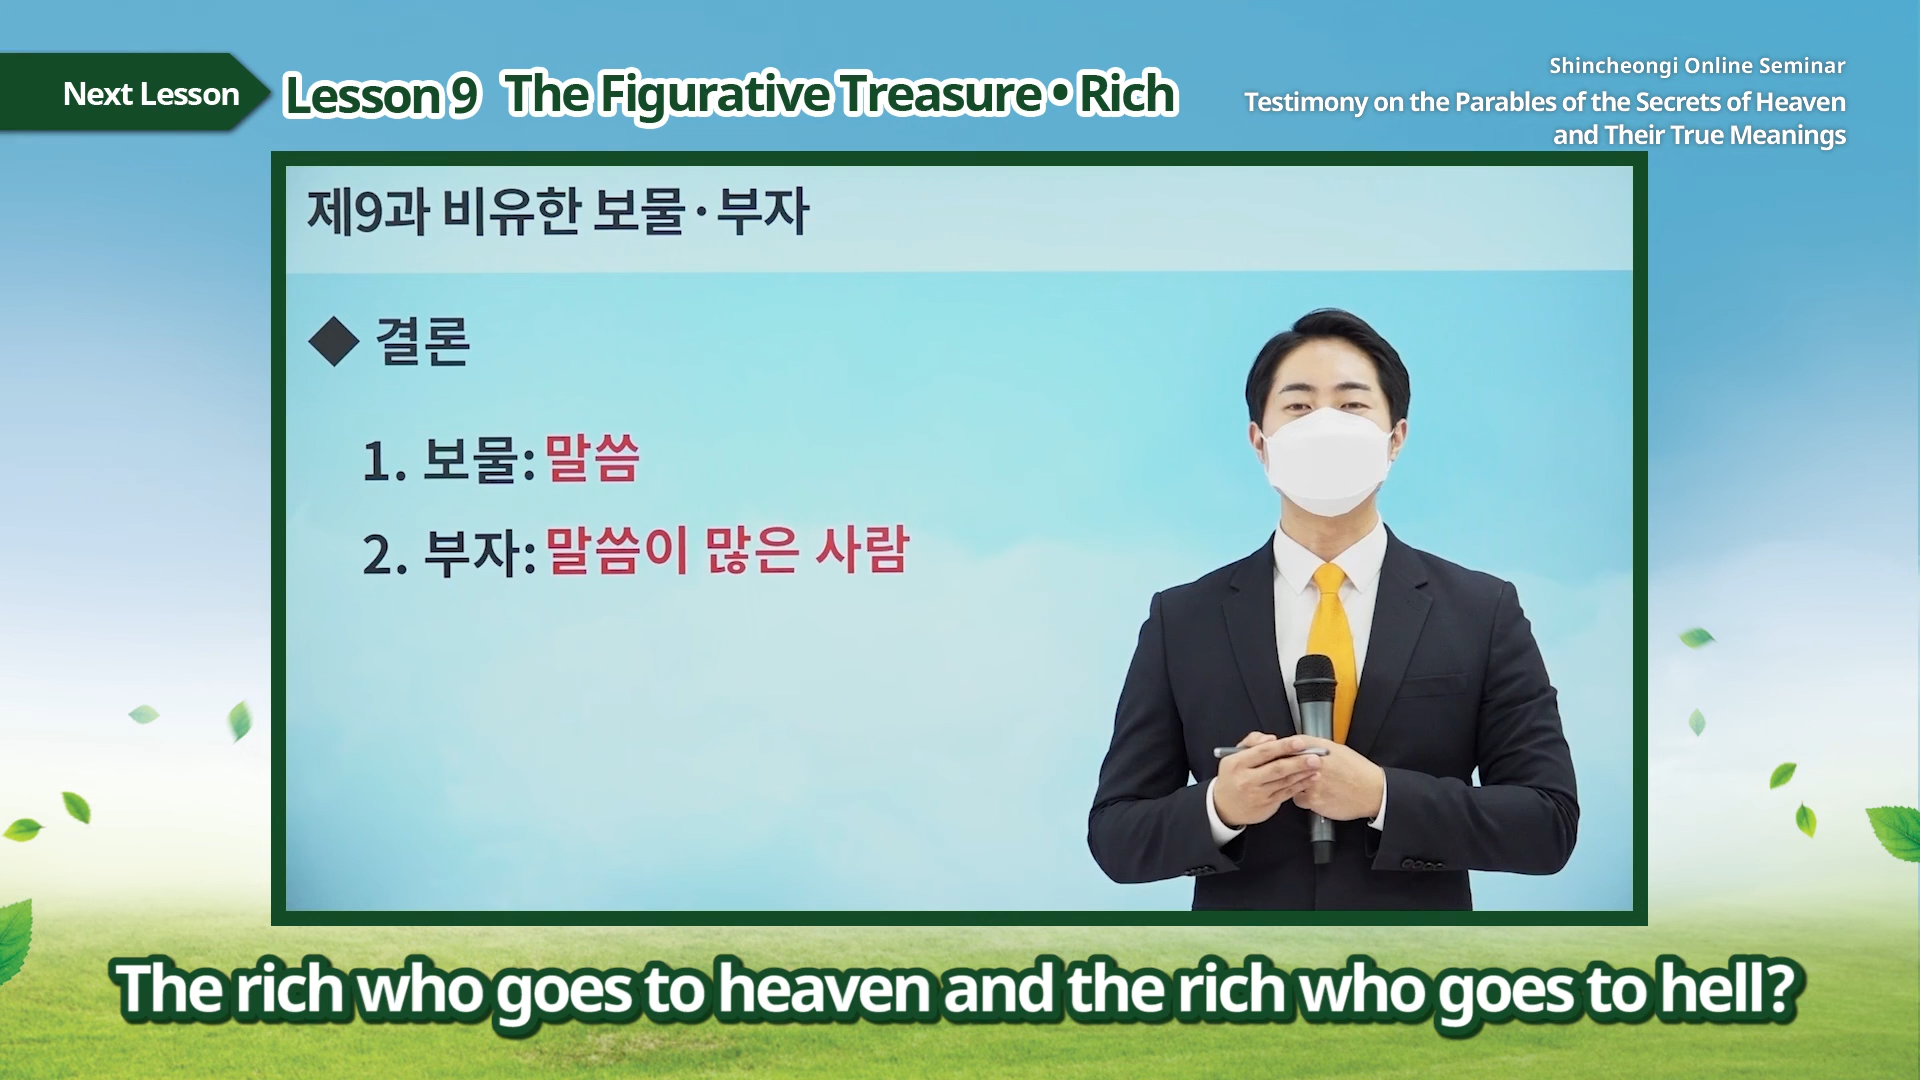 Next Lesson
Lesson 9 The Figurative Treasure • Rich
Shincheongi Online Seminar
Testimony on the Parables of the Secrets of Heaven
and Their True Meanings
제9과 비유한 보물·부자
◆ 결론
1. 보물: 말씀
2. 부자: 말씀이 많은 사람
The rich who goes to heaven and the rich who goes to hell?